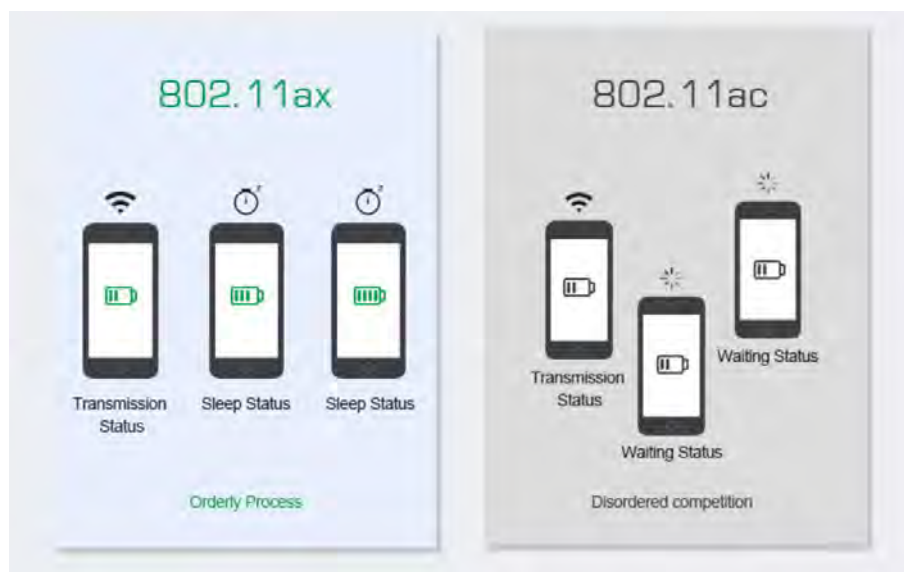 802.11ax
Transmission
Status
Sleep Status
Sleep Status
Orderly Process
802.11ac
Transmission
Status
Waiting Status
Waiting Status
Disordered competition